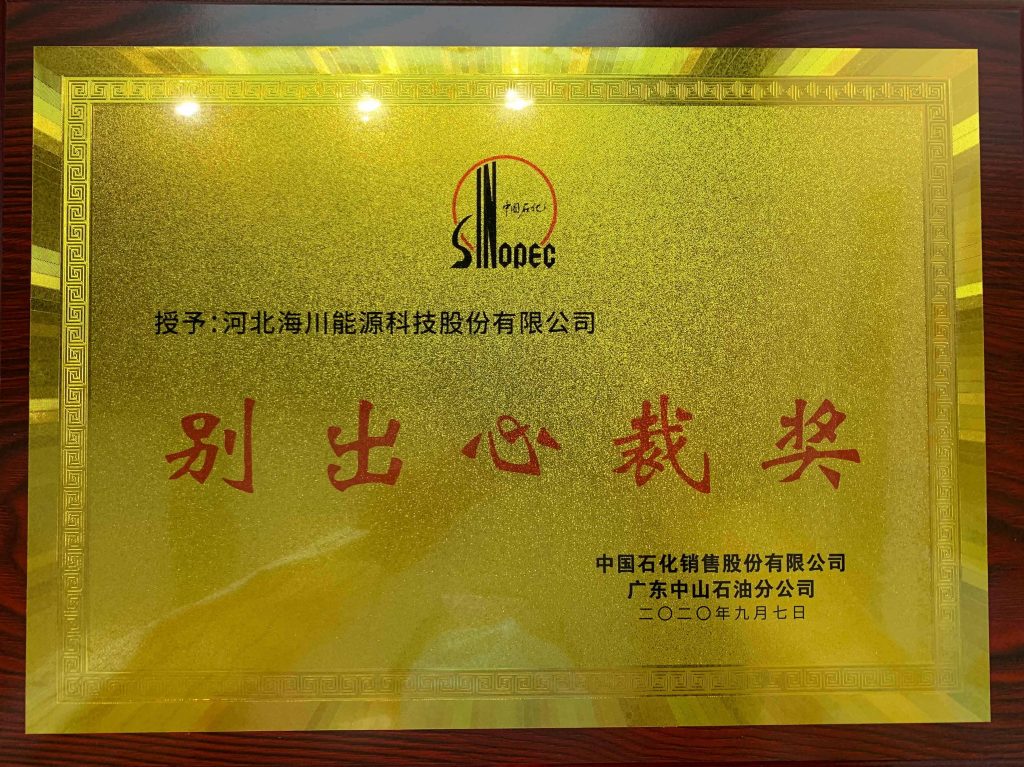 中国石化
SINOPEC
授予:河北海川能源科技股份有限公司
别出心裁奖
中国石化销售股份有限公司
广东中山石油分公司
二〇二〇年九月七日